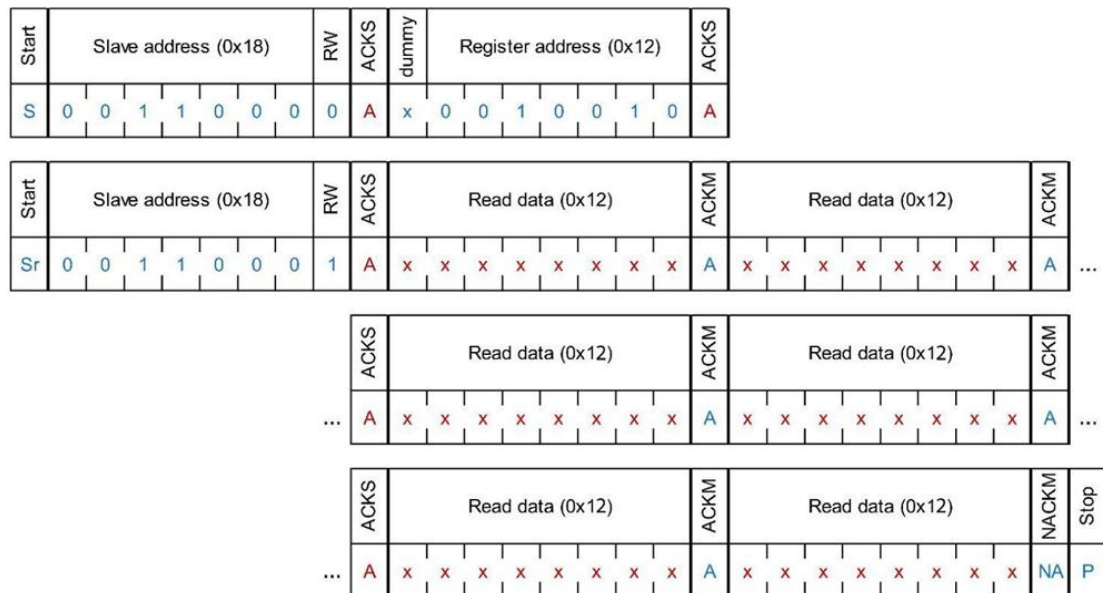 Start Slave address (0x18) RW ACKS dummy Register address (0x12) ACKS
S 0 0 1 1 0 0 0 0 A x 0 0 1 0 0 1 0 A
Start Slave address (0x18) RW ACKS Read data (0x12) ACKM Read data (0x12) ACKM
Sr 0 0 1 1 0 0 0 1 A x x x x x x x x A x x x x x x x x A ...
ACKS Read data (0x12) ACKM Read data (0x12) ACKM
... A x x x x x x x x A x x x x x x x x A ...
ACKS Read data (0x12) ACKM Read data (0x12) NACKM Stop
... A x x x x x x x x A x x x x x x x x NA P